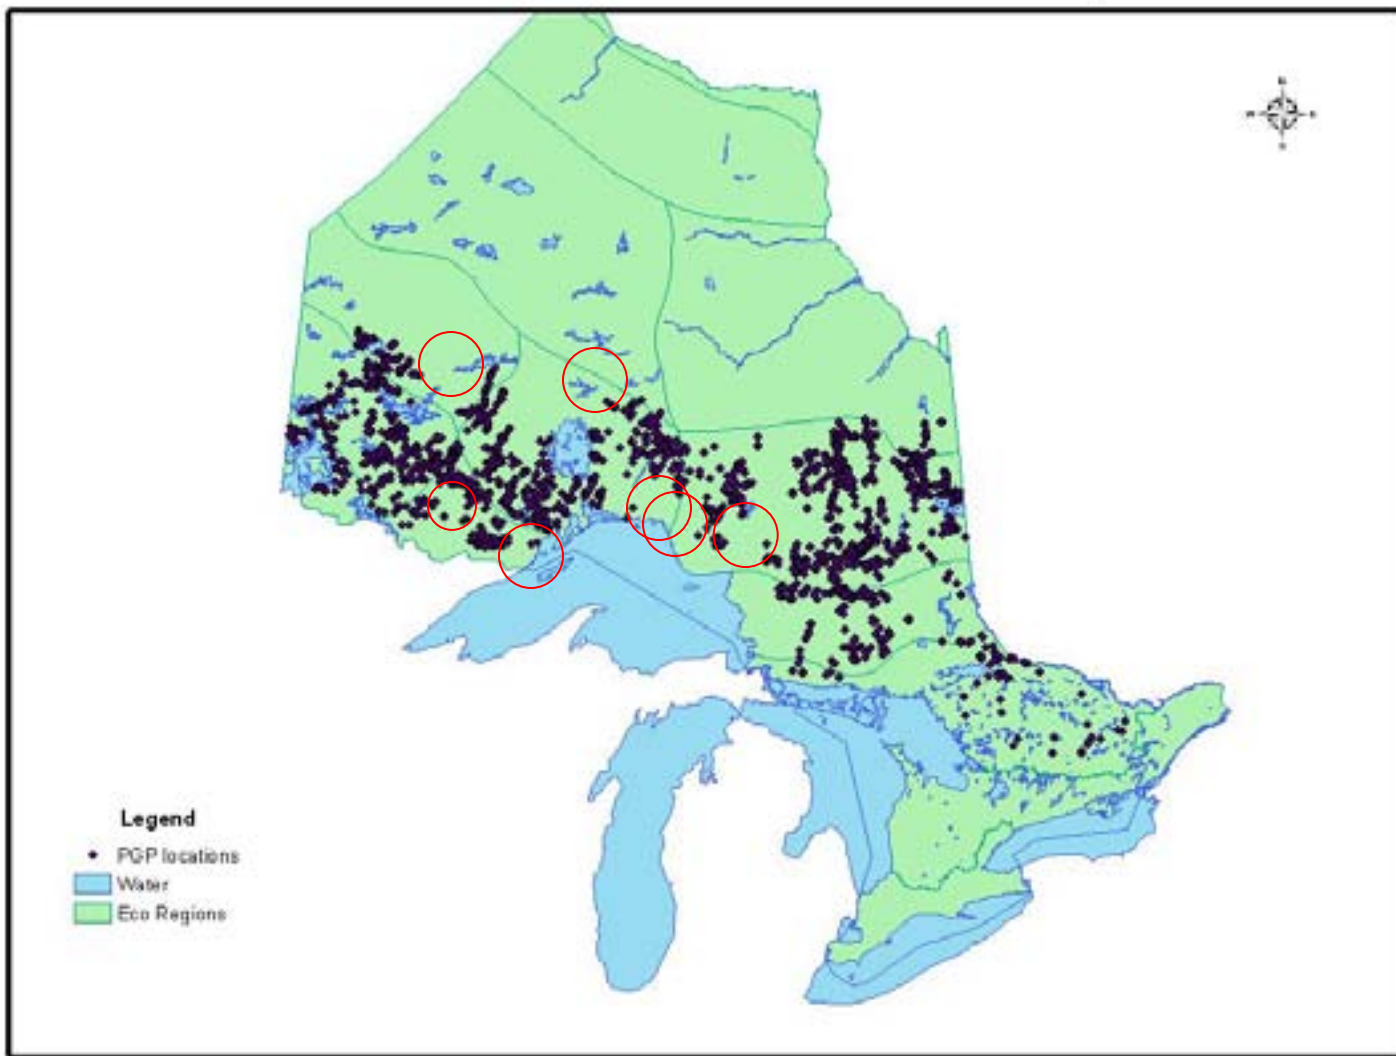 N
W
E
S
Legend
PGP locations
Water
Eco Regions